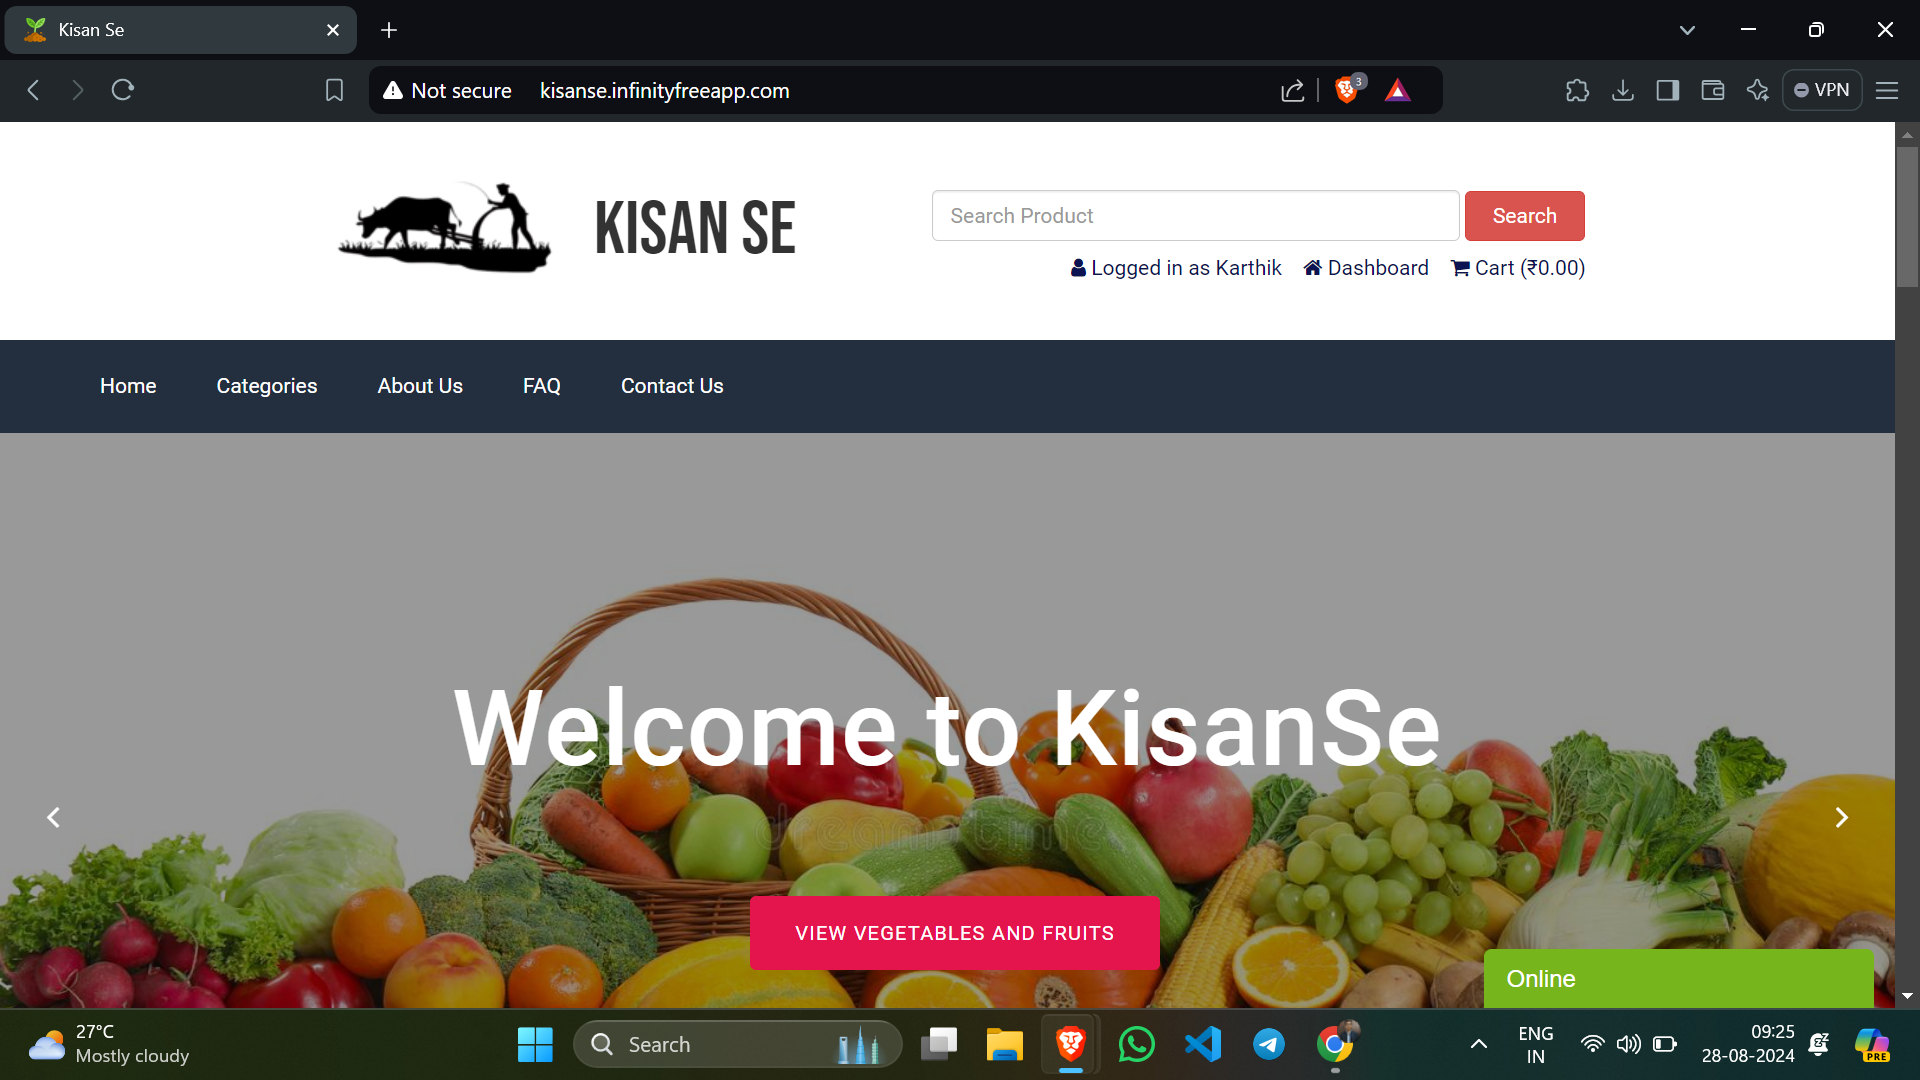 Kisan Se
Not secure kisanse.infinityfreeapp.com
3
VPN
KISAN SE
Search Product
Search
Logged in as Karthik Dashboard Cart (₹0.00)
Home Categories About Us FAQ Contact Us
Welcome to KisanSe
dreamstime
VIEW VEGETABLES AND FRUITS
Online
27°C
Mostly cloudy
Search
ENG
IN
09:25
28-08-2024
PRE